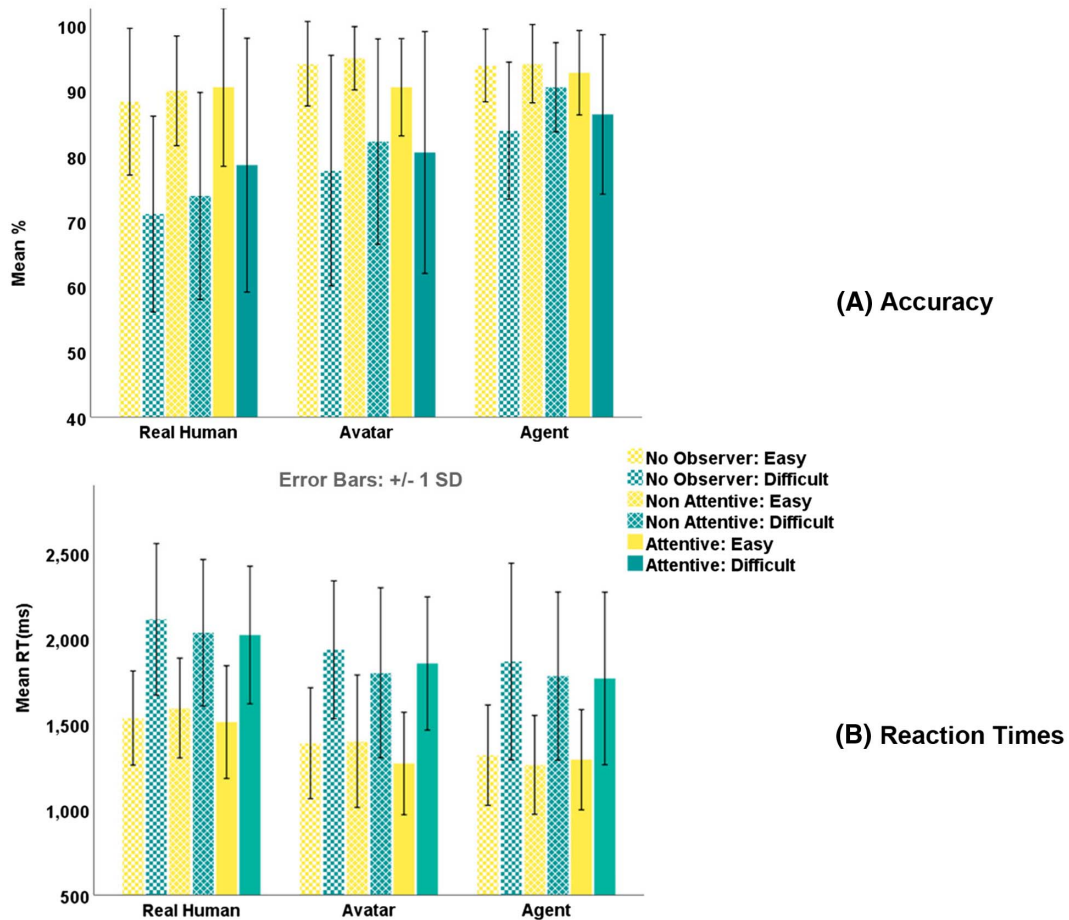 100
90
80
70
60
50
40
Mean %
Real Human
Avatar
Agent
(A) Accuracy
Error Bars: +/- 1 SD
No Observer: Easy
No Observer: Difficult
Non Attentive: Easy
Non Attentive: Difficult
Attentive: Easy
Attentive: Difficult
2,500
2,000
1,500
1,000
500
Mean RT(ms)
Real Human
Avatar
Agent
(B) Reaction Times